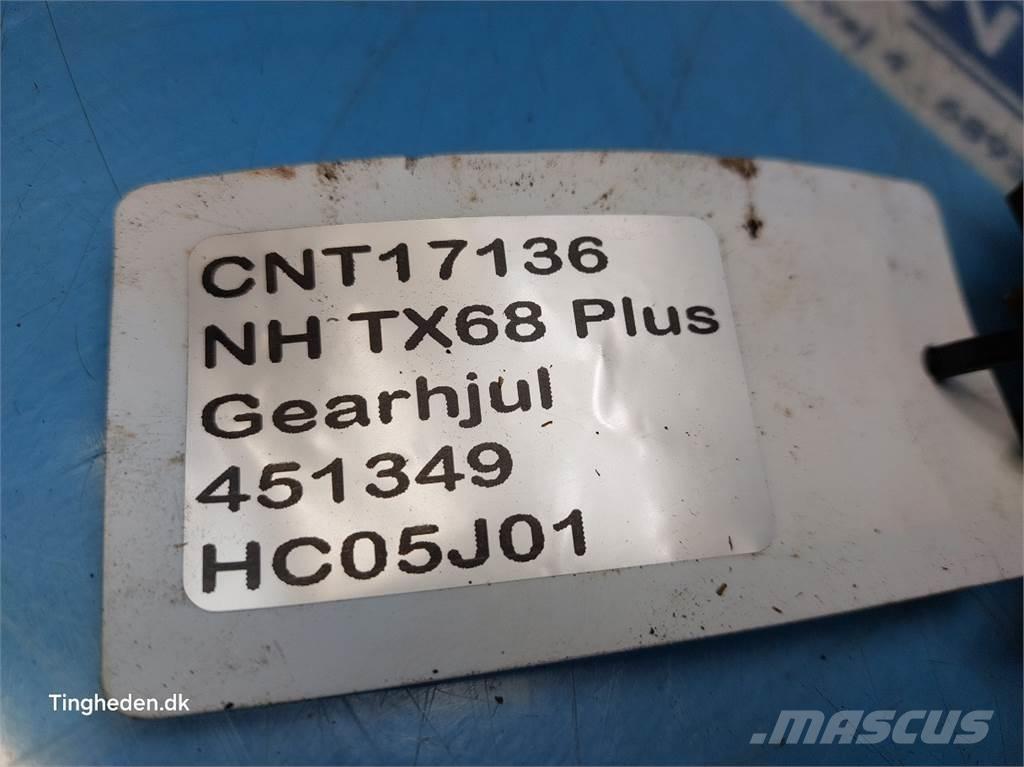 CNT17136
NH TX68 Plus
Gearhjul
451349
HC05J01
Tingheden.dk
MASCUS